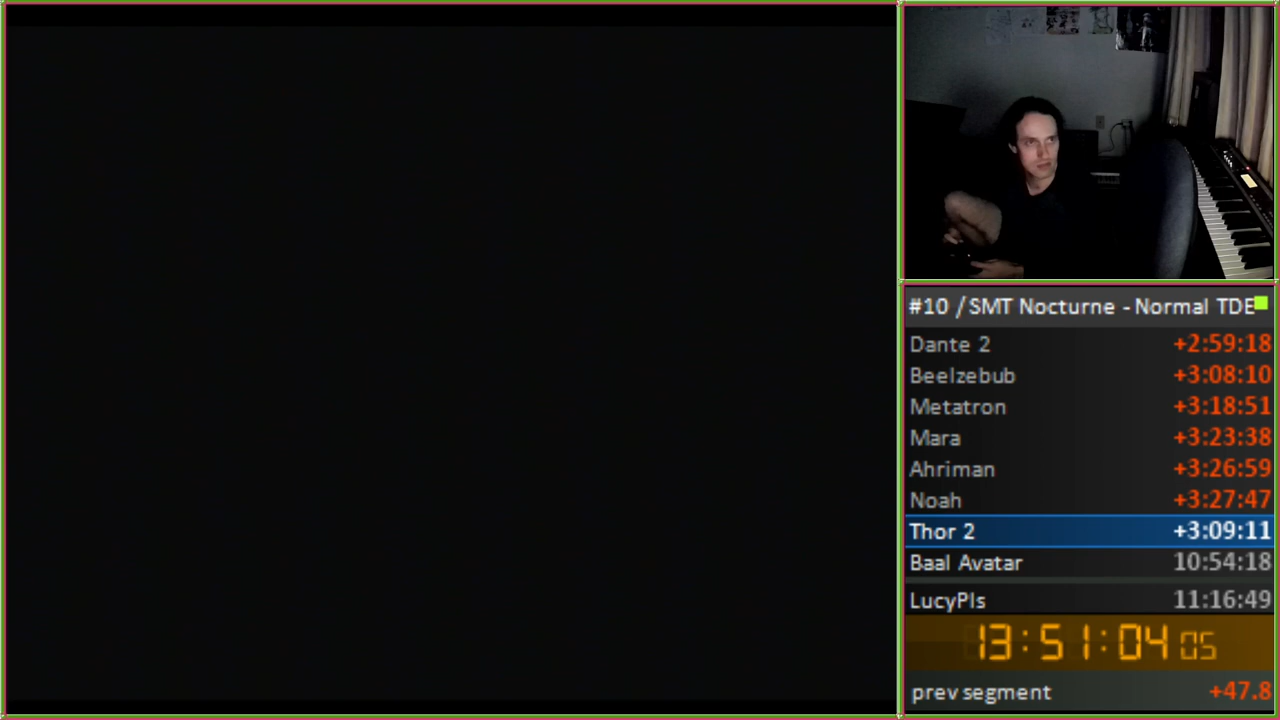 #10 / SMT Nocturne - Normal TDE
Dante 2 +2:59:18
Beelzebub +3:08:10
Metatron +3:18:51
Mara +3:23:38
Ahriman +3:26:59
Noah +3:27:47
Thor 2 +3:09:11
Baal Avatar 10:54:18
LucyPls 11:16:49
13:51:04 05
prev segment +47.8